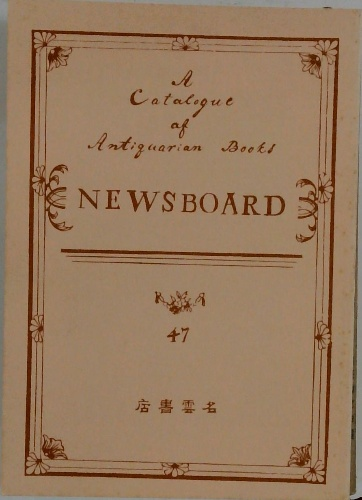 A
Catalogue
of
Antiquarian Books
NEWSBOARD
47
店書雲名